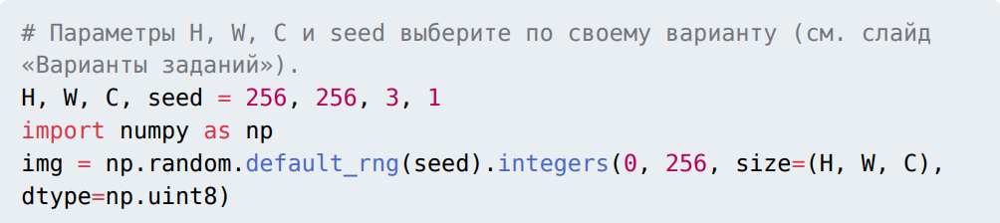 # Параметры H, W, C и seed выберите по своему варианту (см. слайд
«Варианты заданий»).
H, W, C, seed = 256, 256, 3, 1
import numpy as np
img = np.random.default_rng(seed).integers(0, 256, size=(H, W, C),
dtype=np.uint8)